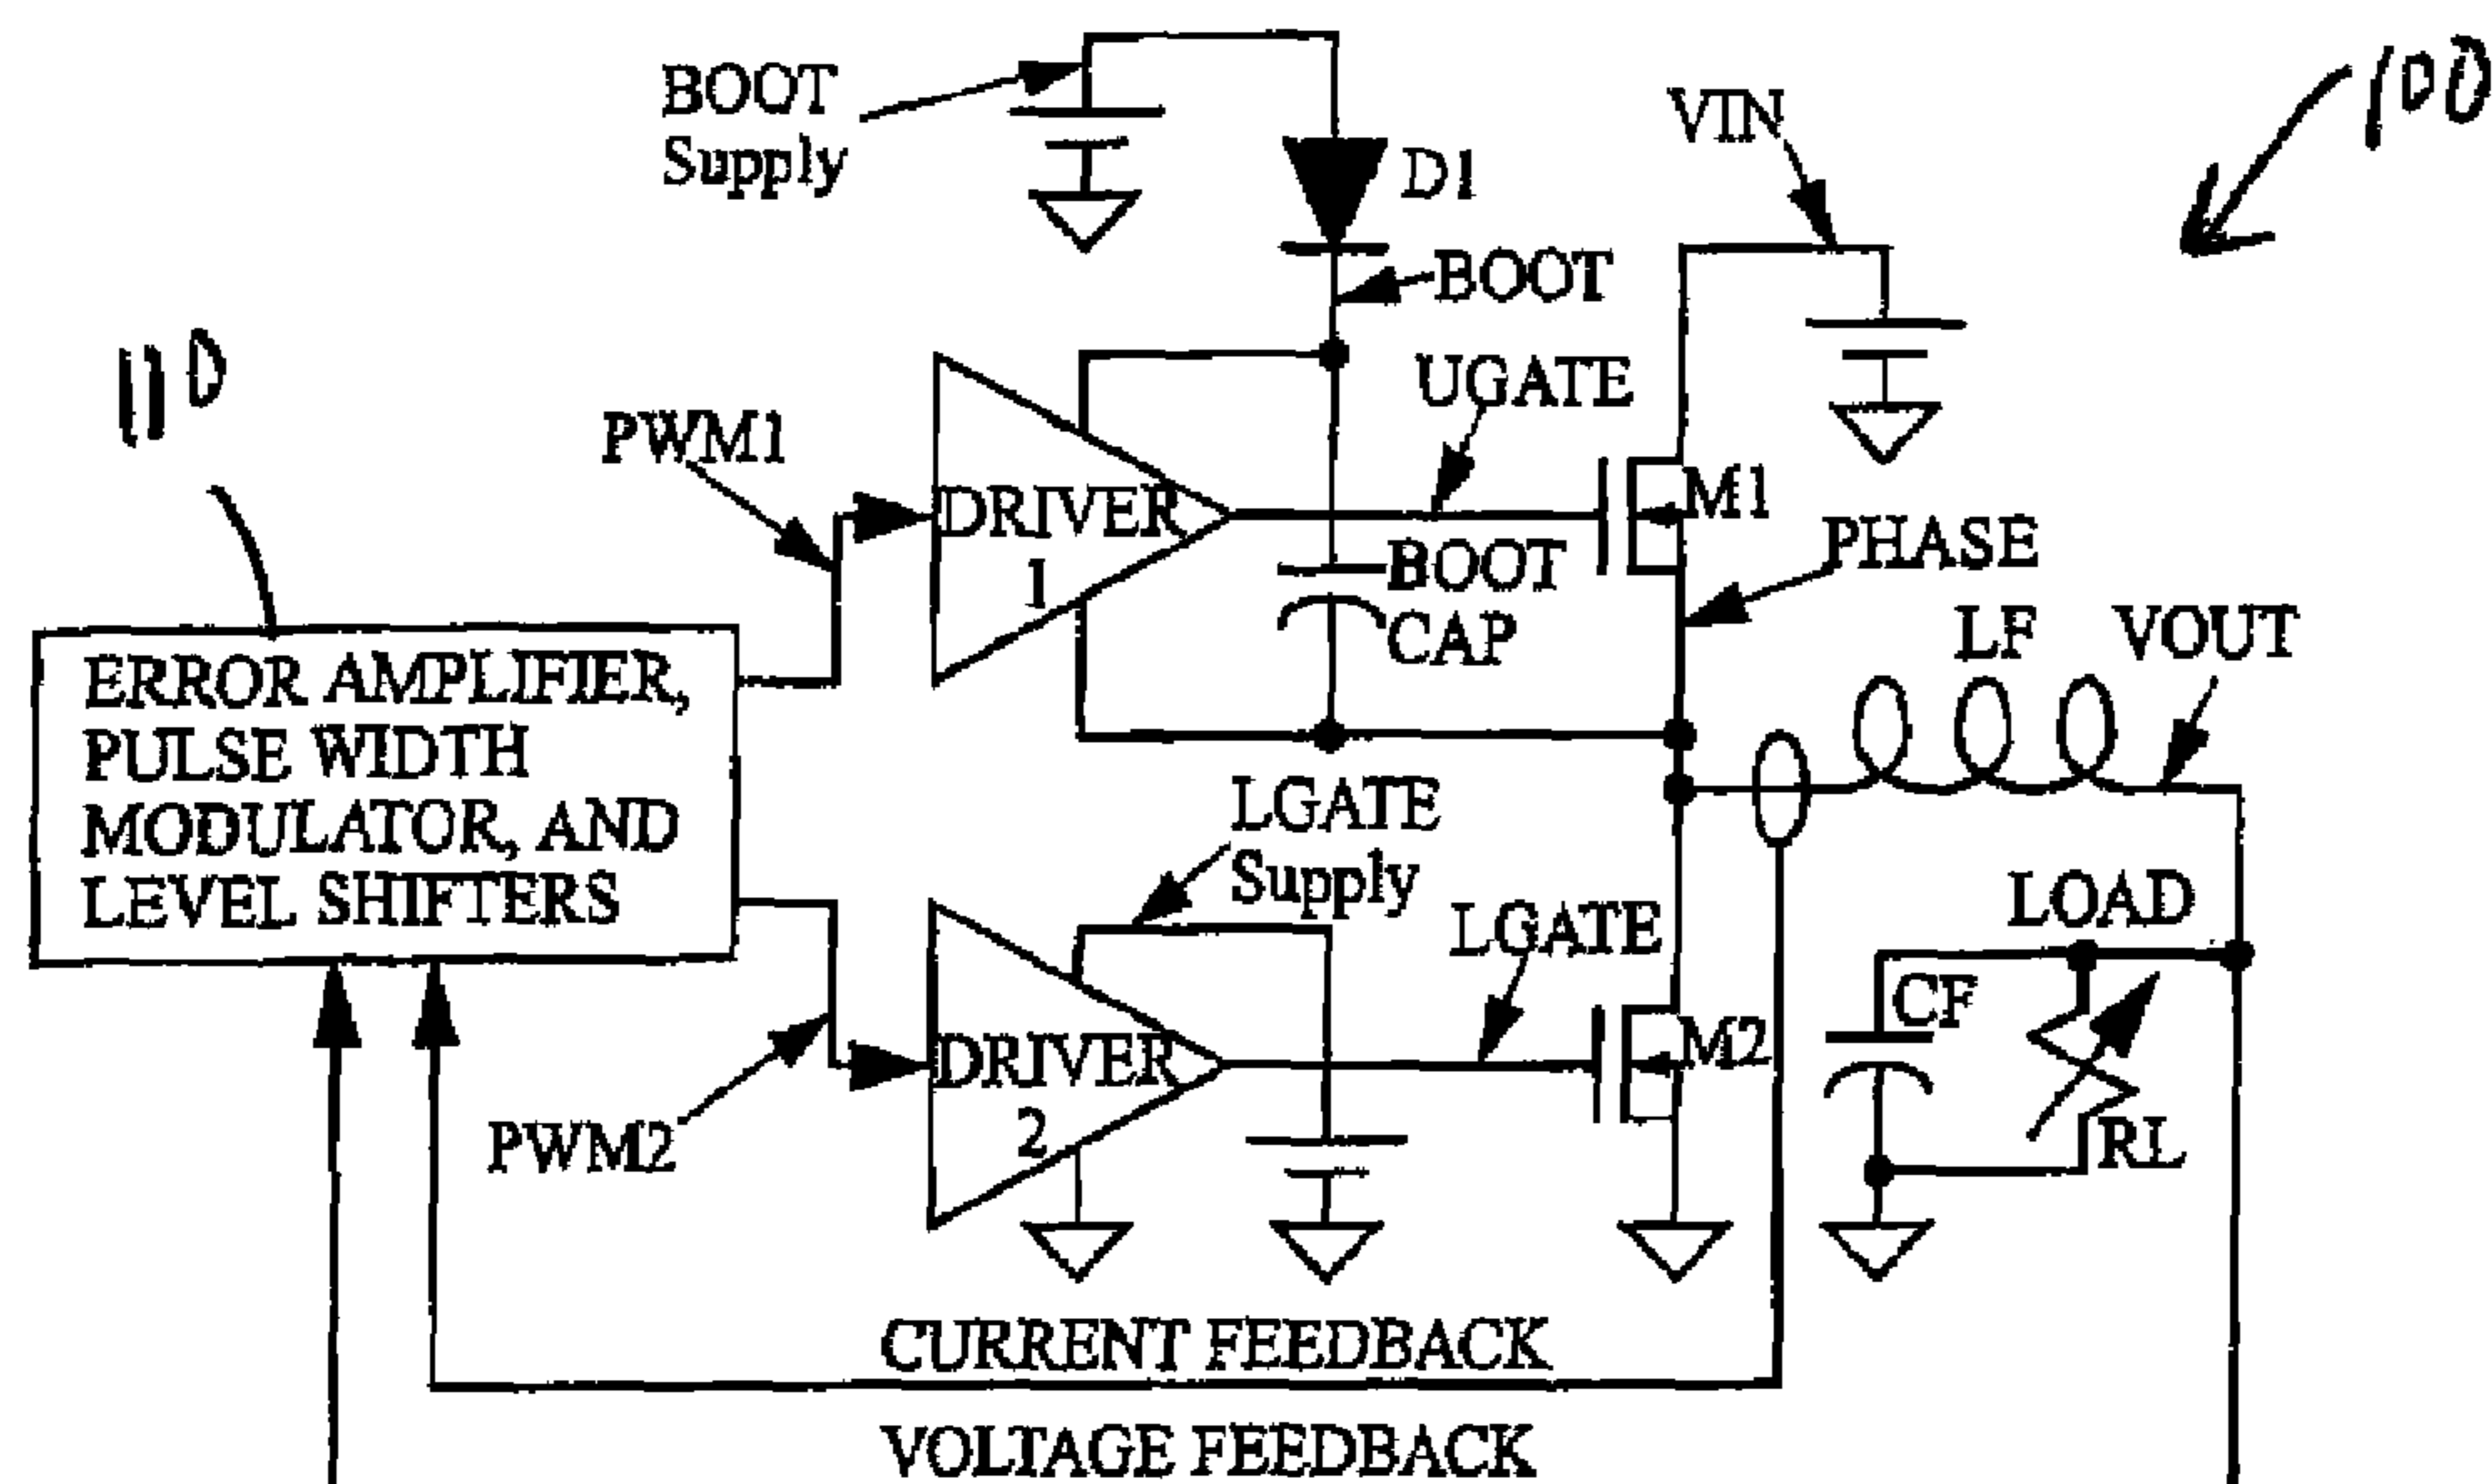 BOOT
Supply
D1
VIN
100
BOOT
110
UGATE
PWM1
DRIVER
1
M1
BOOT
CAP
PHASE
LF
VOUT
ERROR AMPLIFIER,
PULSE WIDTH
MODULATOR, AND
LEVEL SHIFTERS
LGATE
Supply
LOAD
LGATE
CF
DRIVER
2
M2
PWM2
RL
CURRENT FEEDBACK
VOLTAGE FEEDBACK